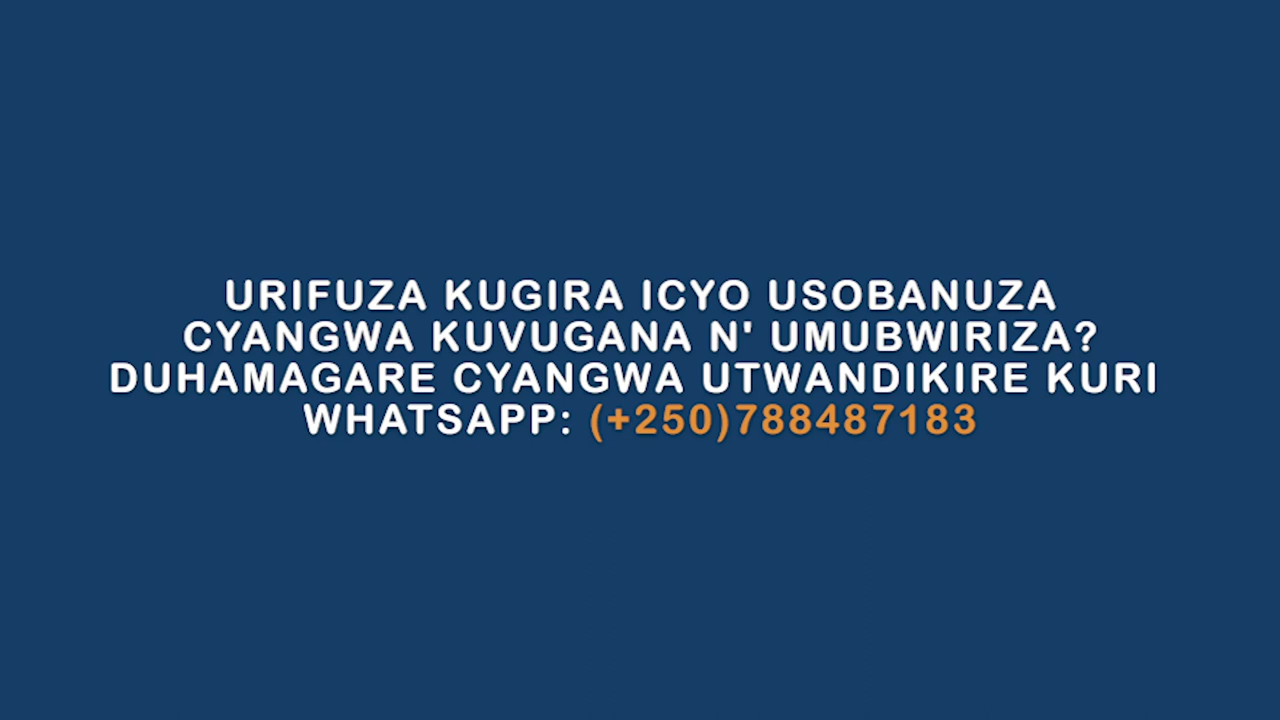 URIFUZA KUGIRA ICYO USOBANUZA
CYANGWA KUVUGANA N' UMUBWIRIZA?
DUHAMAGARE CYANGWA UTWANDIKIRE KURI
WHATSAPP: (+250)788487183